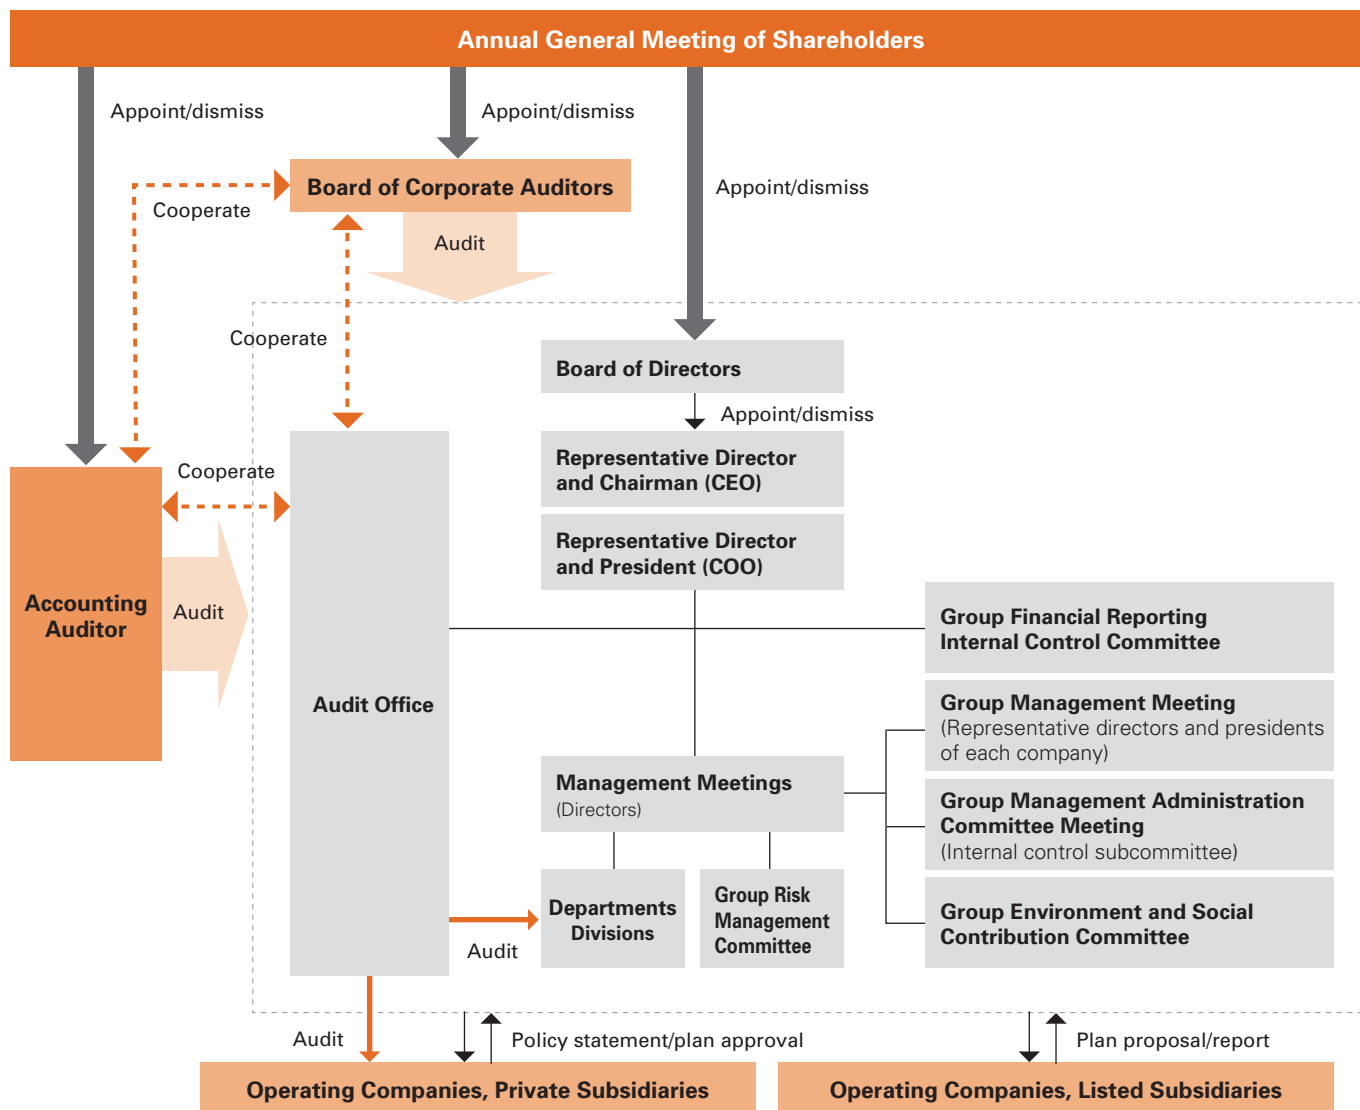 Annual General Meeting of Shareholders
Appoint/dismiss
Appoint/dismiss
Appoint/dismiss
Board of Corporate Auditors
Cooperate
Audit
Cooperate
Board of Directors
Appoint/dismiss
Representative Director
and Chairman (CEO)
Cooperate
Representative Director
and President (COO)
Accounting
Auditor
Audit
Group Financial Reporting
Internal Control Committee
Audit Office
Group Management Meeting
(Representative directors and presidents
of each company)
Management Meetings
(Directors)
Group Management Administration
Committee Meeting
(Internal control subcommittee)
Departments
Divisions
Group Risk
Management
Committee
Group Environment and Social
Contribution Committee
Audit
Audit
Policy statement/plan approval
Plan proposal/report
Operating Companies, Private Subsidiaries
Operating Companies, Listed Subsidiaries